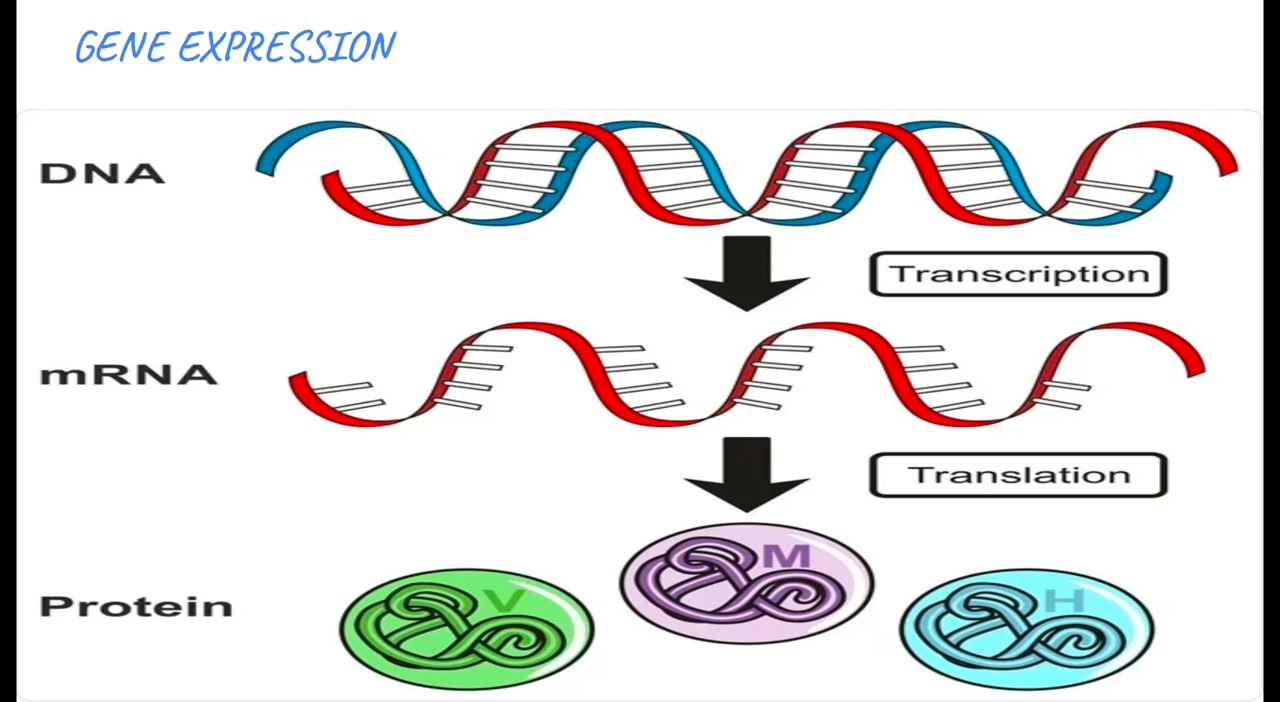 GENE EXPRESSION
DNA
Transcription
mRNA
Translation
M
Protein
V
H